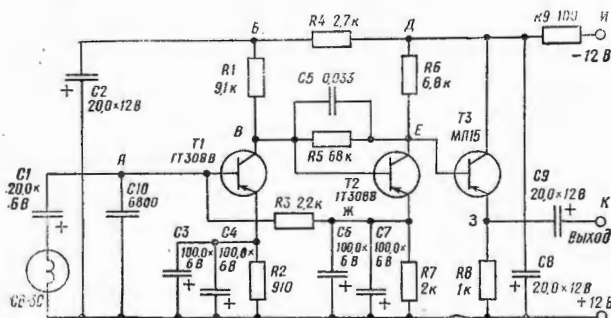 Б
R4 2,7к
Д
R9 100
И
−12 В
C2
20,0×12В
R1
9,1к
C5 0,033
R6
6,8к
T3
МП15
В
Е
T1
ГТ308В
R5 68к
C1
20,0×
6В
А
C10
6800
R3 2,2к
T2
ГТ308В
Ж
З
C9
20,0×12В
К
ВЫХОД
C3
100,0×
6В
C4
100,0×
6В
R2
910
C6
100,0×
6В
C7
100,0×
6В
R7
2к
R8
1к
C8
20,0×12В
+12 В